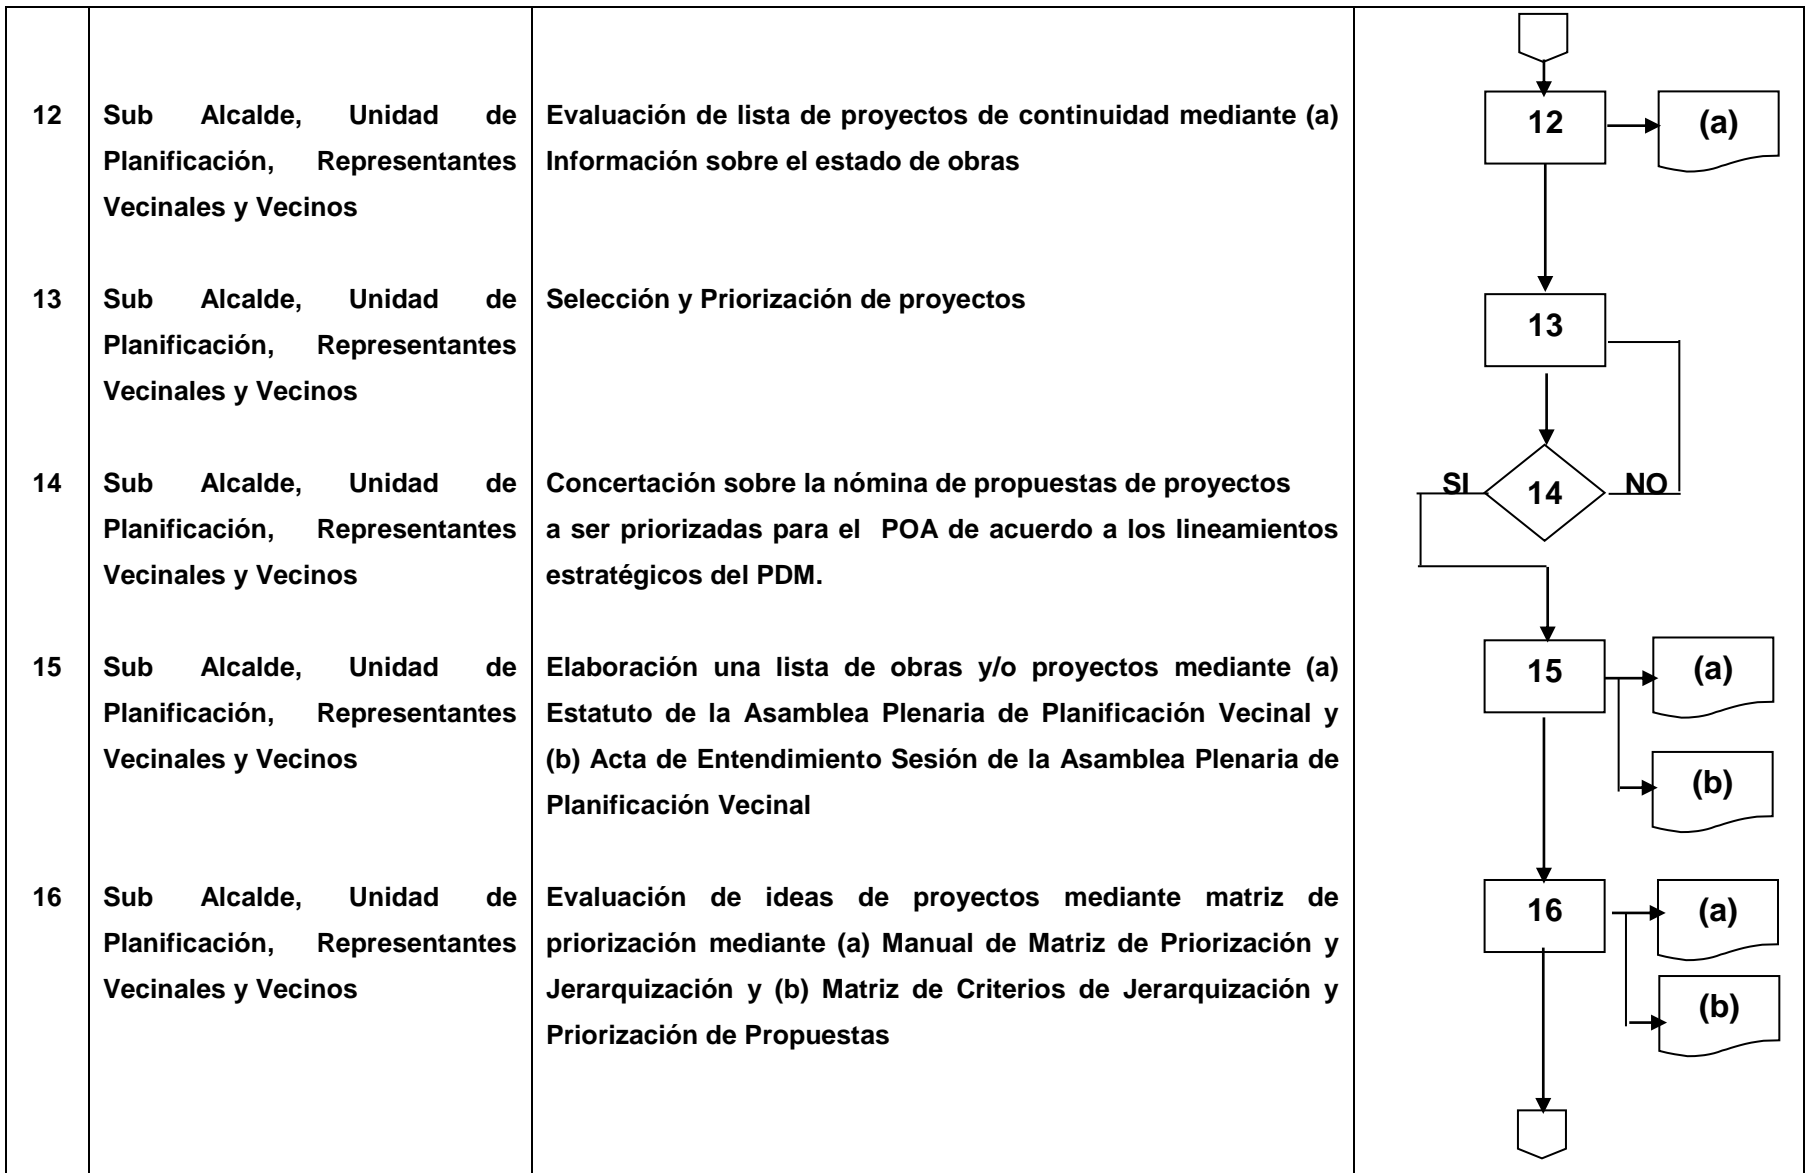 12
Sub Alcalde, Unidad de
Planificación, Representantes
Vecinales y Vecinos
Evaluación de lista de proyectos de continuidad mediante (a)
Información sobre el estado de obras
12
(a)
13
Sub Alcalde, Unidad de
Planificación, Representantes
Vecinales y Vecinos
Selección y Priorización de proyectos
13
14
Sub Alcalde, Unidad de
Planificación, Representantes
Vecinales y Vecinos
Concertación sobre la nómina de propuestas de proyectos
a ser priorizadas para el POA de acuerdo a los lineamientos
estratégicos del PDM.
SI
14
NO
15
Sub Alcalde, Unidad de
Planificación, Representantes
Vecinales y Vecinos
Elaboración una lista de obras y/o proyectos mediante (a)
Estatuto de la Asamblea Plenaria de Planificación Vecinal y
(b) Acta de Entendimiento Sesión de la Asamblea Plenaria de
Planificación Vecinal
15
(a)
(b)
16
Sub Alcalde, Unidad de
Planificación, Representantes
Vecinales y Vecinos
Evaluación de ideas de proyectos mediante matriz de
priorización mediante (a) Manual de Matriz de Priorización y
Jerarquización y (b) Matriz de Criterios de Jerarquización y
Priorización de Propuestas
16
(a)
(b)